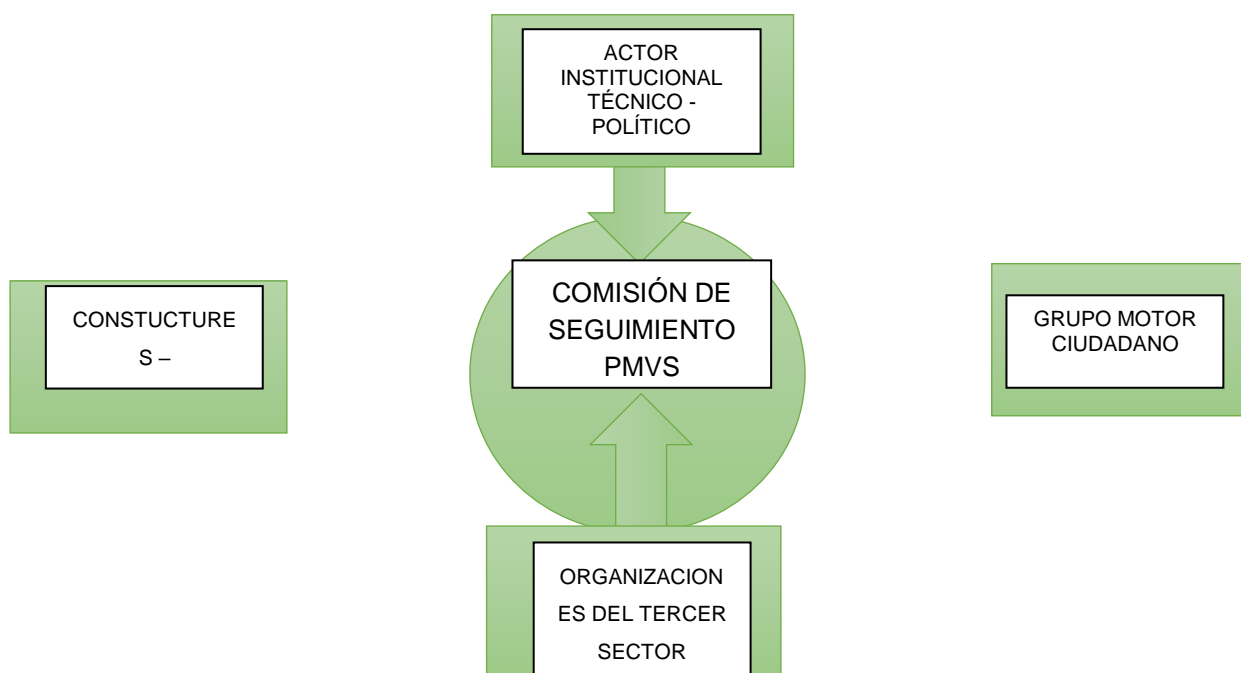 ACTOR
INSTITUCIONAL
TÉCNICO -
POLÍTICO
COMISIÓN DE
SEGUIMIENTO
PMVS
CONSTUCTURE
S –
GRUPO MOTOR
CIUDADANO
ORGANIZACION
ES DEL TERCER
SECTOR